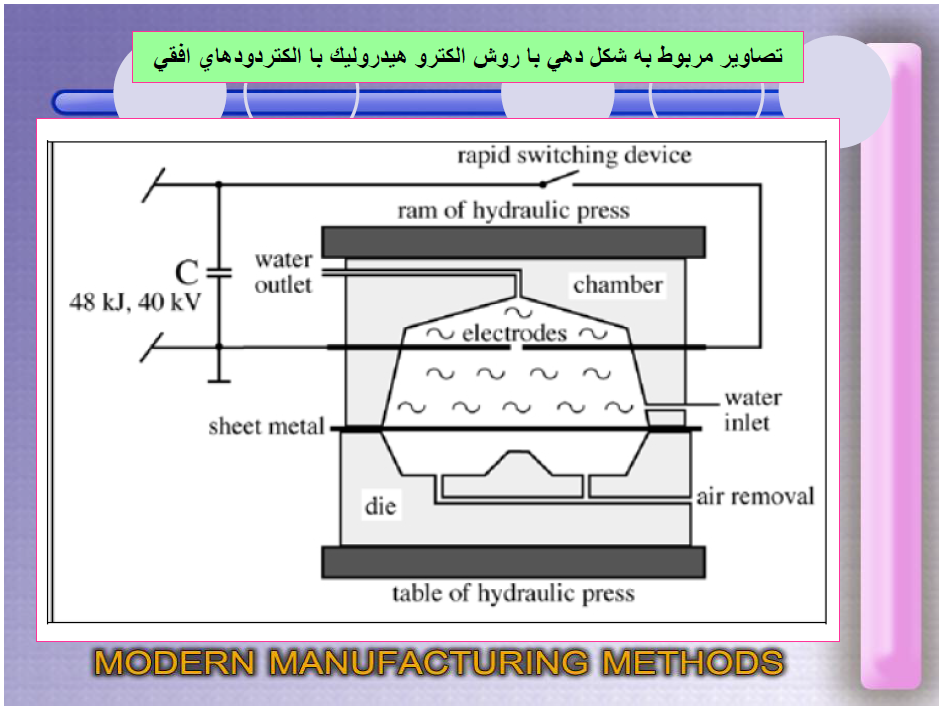 تصاوير مربوط به شكل دهي با روش الكترو هيدروليك با الكترودهاي افقي
rapid switching device
ram of hydraulic press
water
outlet
chamber
C
48 kJ, 40 kV
electrodes
water
inlet
sheet metal
die
air removal
table of hydraulic press
MODERN MANUFACTURING METHODS